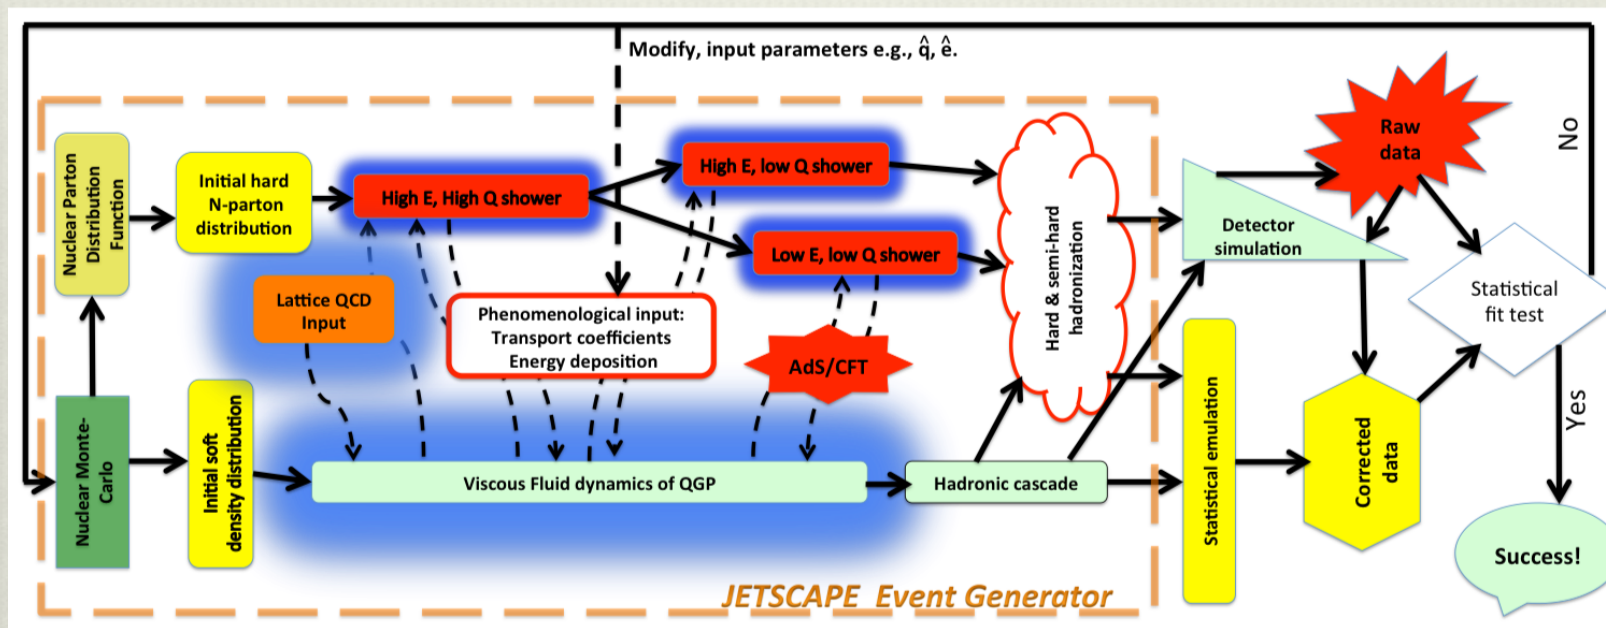 Modify, input parameters e.g., q̂, ê.
Nuclear Parton
Distribution
Function
Initial hard
N-parton
distribution
High E, High Q shower
High E, low Q shower
Low E, low Q shower
Hard & semi-hard
hadronization
Raw
data
No
Detector
simulation
Lattice QCD
Input
Phenomenological input:
Transport coefficients
Energy deposition
AdS/CFT
Statistical
fit test
Nuclear Monte-
Carlo
Initial soft
density distribution
Viscous Fluid dynamics of QGP
Hadronic cascade
Statistical emulation
Corrected
data
Yes
Success!
JETSCAPE Event Generator